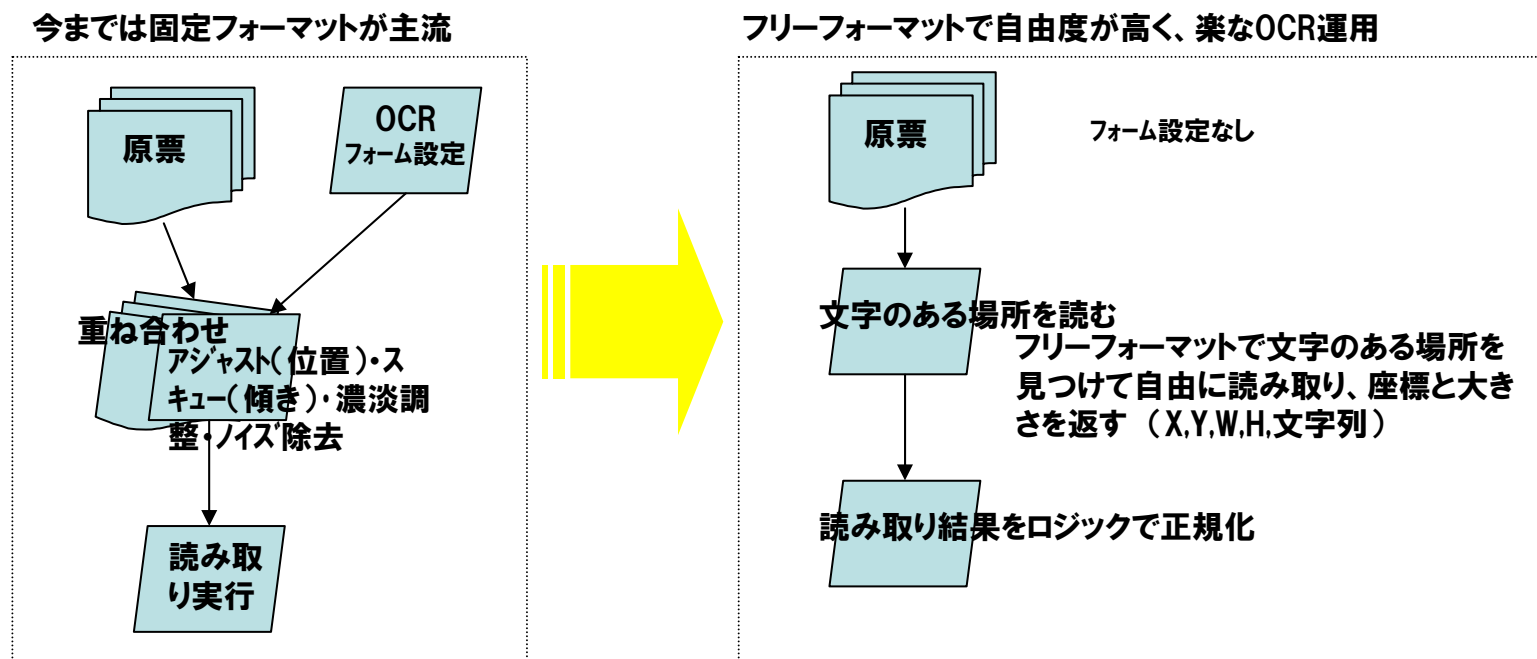 今までは固定フォーマットが主流
原票
OCR
フォーム設定
重ね合わせ
アジャスト(位置)・ス
キュー(傾き)・濃淡調
整・ノイズ除去
読み取
り実行
フリーフォーマットで自由度が高く、楽なOCR運用
原票
フォーム設定なし
文字のある場所を読む
フリーフォーマットで文字のある場所を
見つけて自由に読み取り、座標と大き
さを返す (X,Y,W,H,文字列)
読み取り結果をロジックで正規化